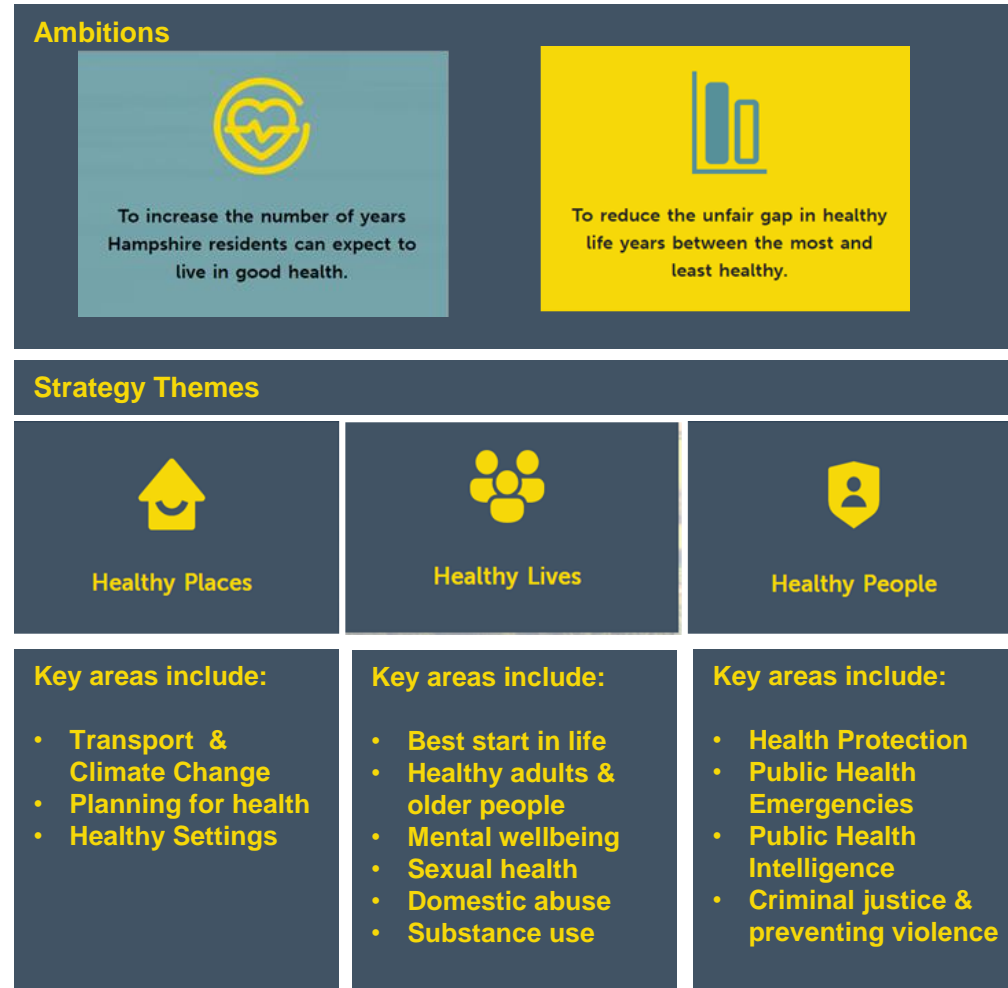 Ambitions
To increase the number of years
Hampshire residents can expect to
live in good health.
To reduce the unfair gap in healthy
life years between the most and
least healthy.
Strategy Themes
Healthy Places
Healthy Lives
Healthy People
Key areas include:
• Transport &
Climate Change
• Planning for health
• Healthy Settings
Key areas include:
• Best start in life
• Healthy adults &
older people
• Mental wellbeing
• Sexual health
• Domestic abuse
• Substance use
Key areas include:
• Health Protection
• Public Health
Emergencies
• Public Health
Intelligence
• Criminal justice &
preventing violence